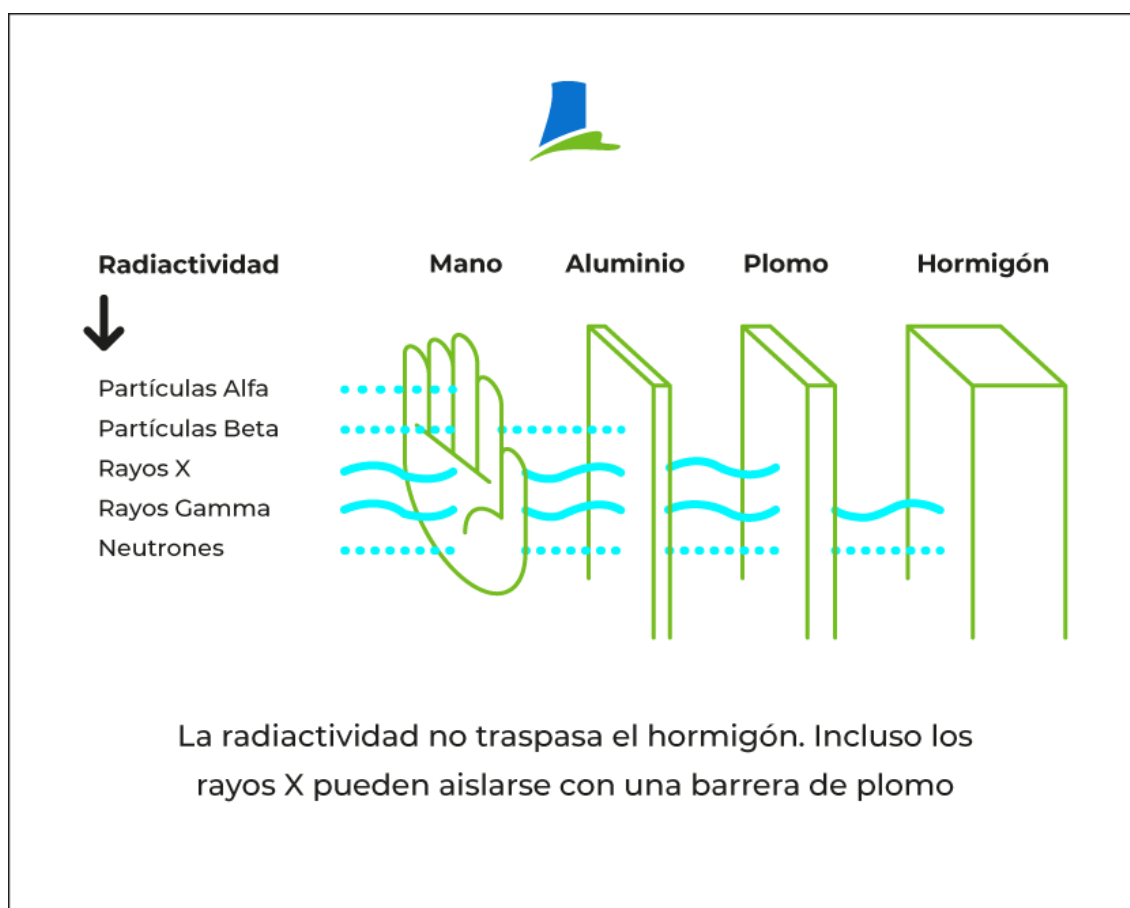 Radiactividad Mano Aluminio Plomo Hormigón
Partículas Alfa
Partículas Beta
Rayos X
Rayos Gamma
Neutrones
La radiactividad no traspasa el hormigón. Incluso los
rayos X pueden aislarse con una barrera de plomo